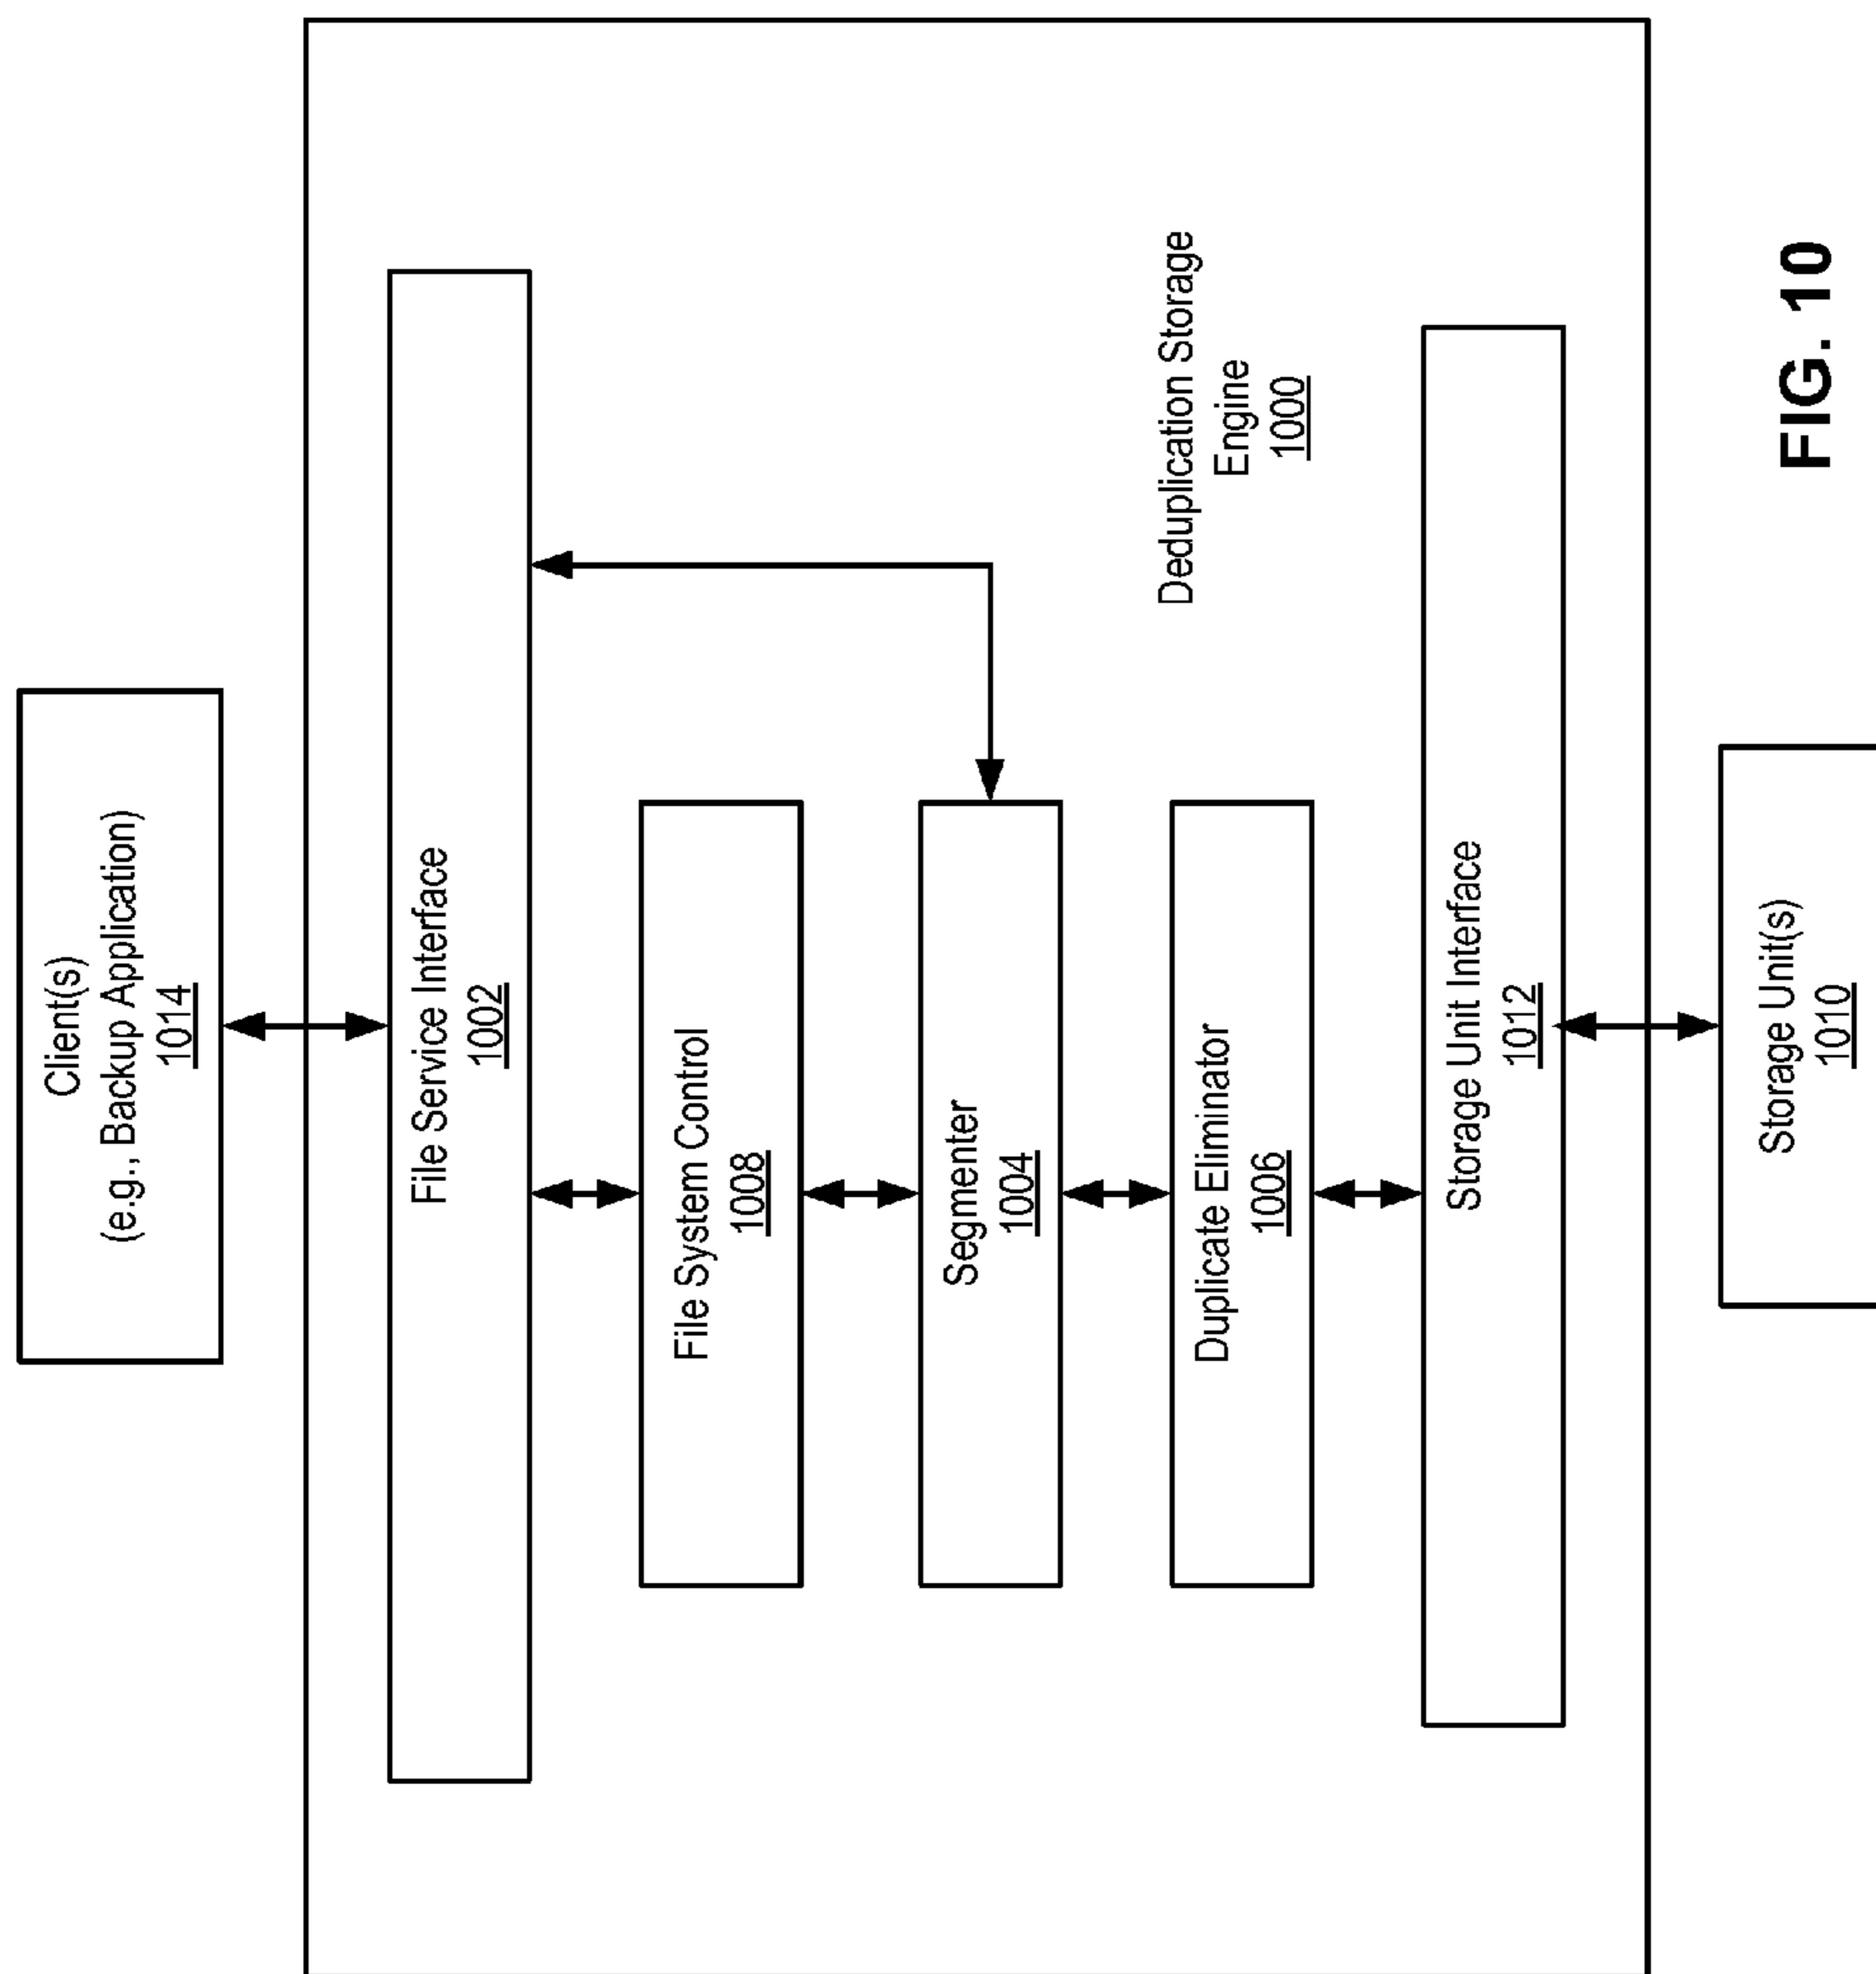 Client(s)
(e.g., Backup Application)
1014
File Service Interface
1002
File System Control
1008
Segmenter
1004
Duplicate Eliminator
1006
Deduplication Storage
Engine
1000
Storage Unit Interface
1012
Storage Unit(s)
1010
FIG. 10